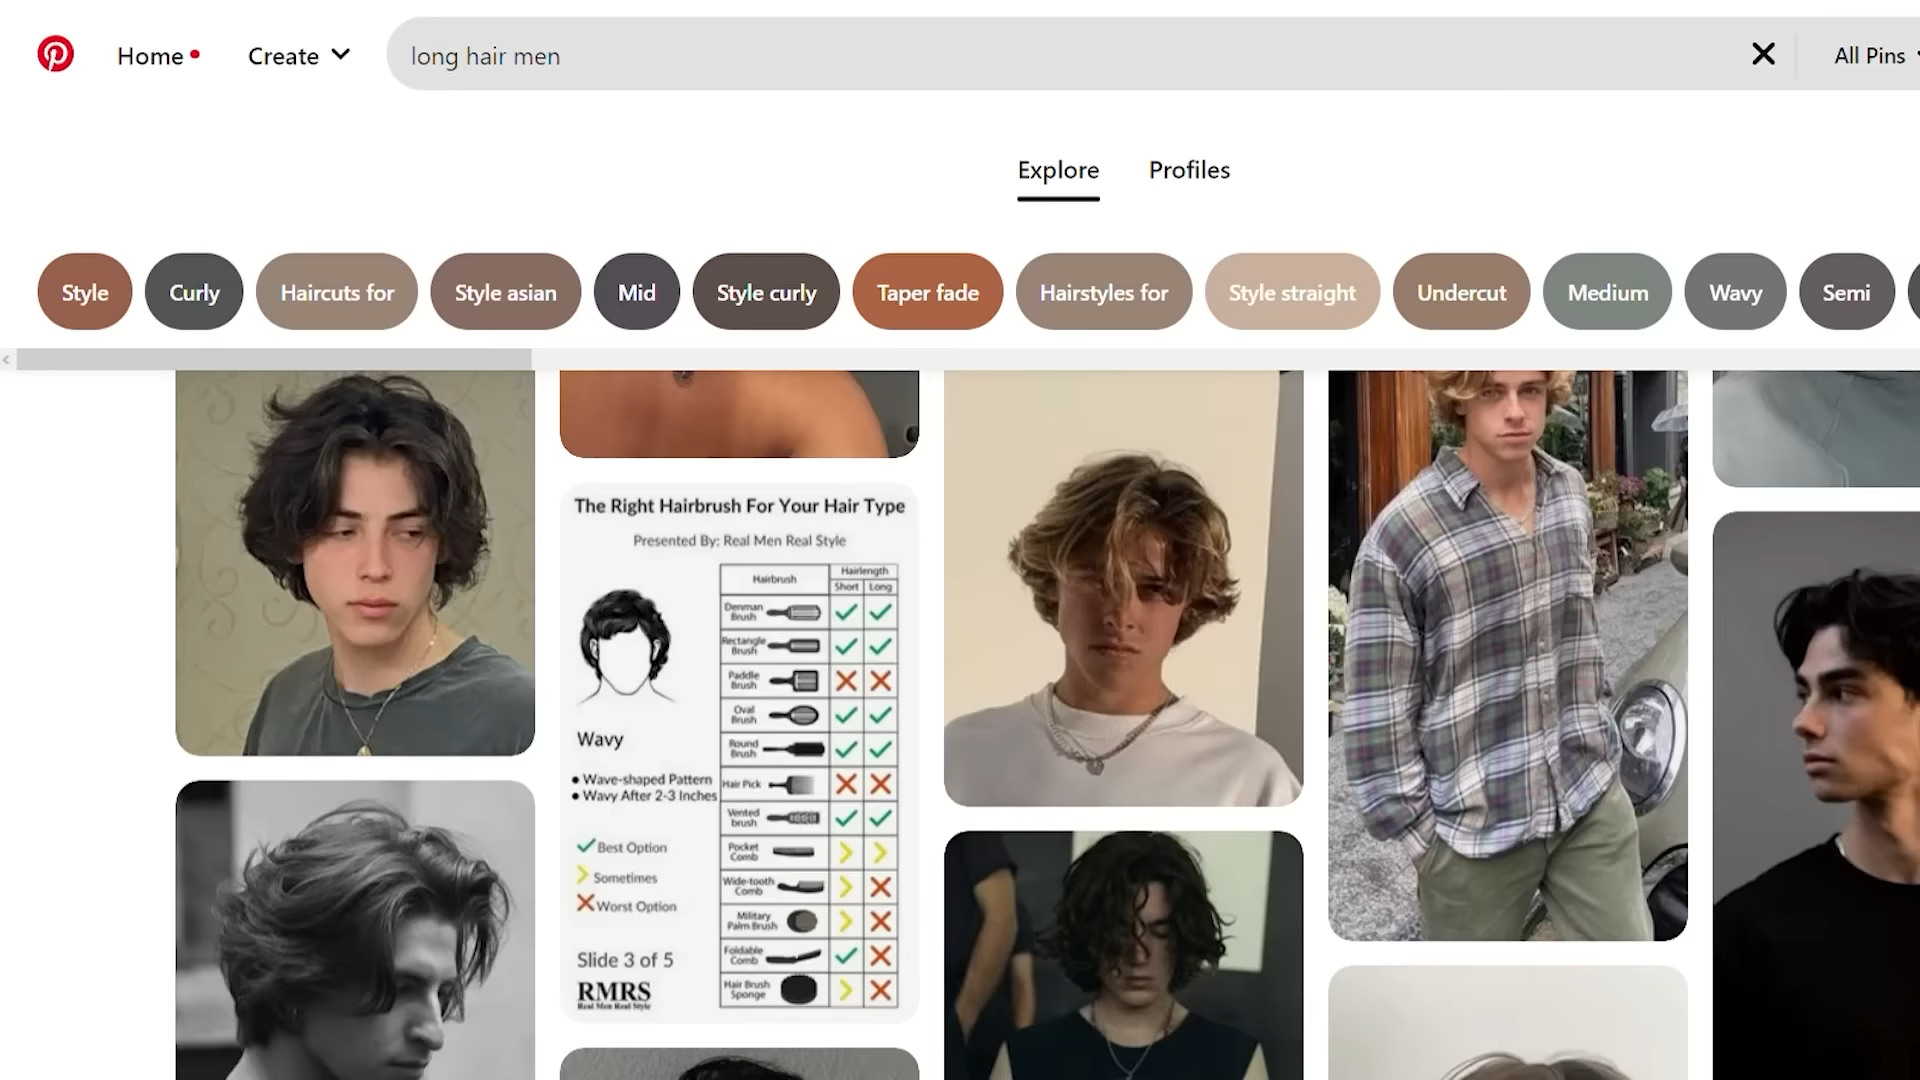 Home
Create
long hair men
All Pins
Explore
Profiles
Style
Curly
Haircuts for
Style asian
Mid
Style curly
Taper fade
Hairstyles for
Style straight
Undercut
Medium
Wavy
Semi
The Right Hairbrush For Your Hair Type
Presented By: Real Men Real Style
Hairbrush
Hairlength
Short Long
Denman
Brush
Rectangle
Brush
Paddle
Brush
Oval
Brush
Round
Brush
Hair Pick
Vented
brush
Pocket
Comb
Wide-tooth
Comb
Military
Palm Brush
Foldable
Comb
Hair Brush
Sponge
Wavy
• Wave-shaped Pattern
• Wavy After 2-3 Inches
Best Option
Sometimes
Worst Option
Slide 3 of 5
RMRS
Real Men Real Style